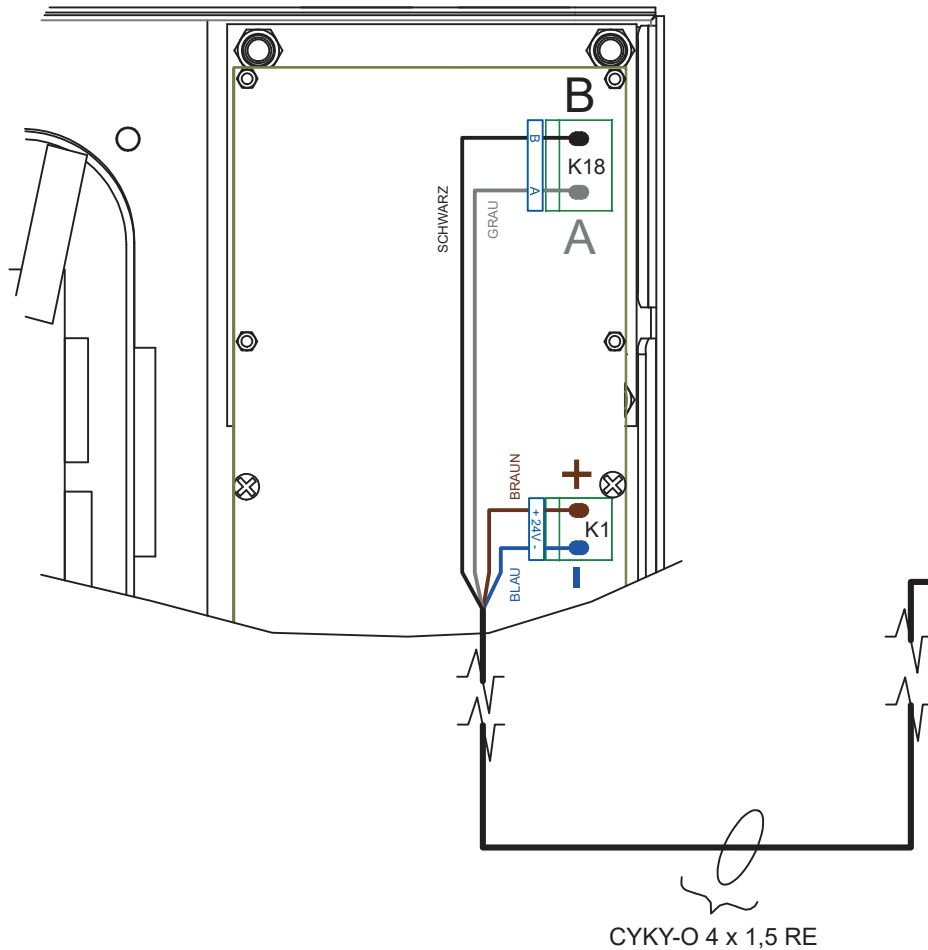 B
B
K18
A
A
SCHWARZ
GRAU
BRAUN
+
+ 24V -
K1
-
BLAU
CYKY-O 4 x 1,5 RE